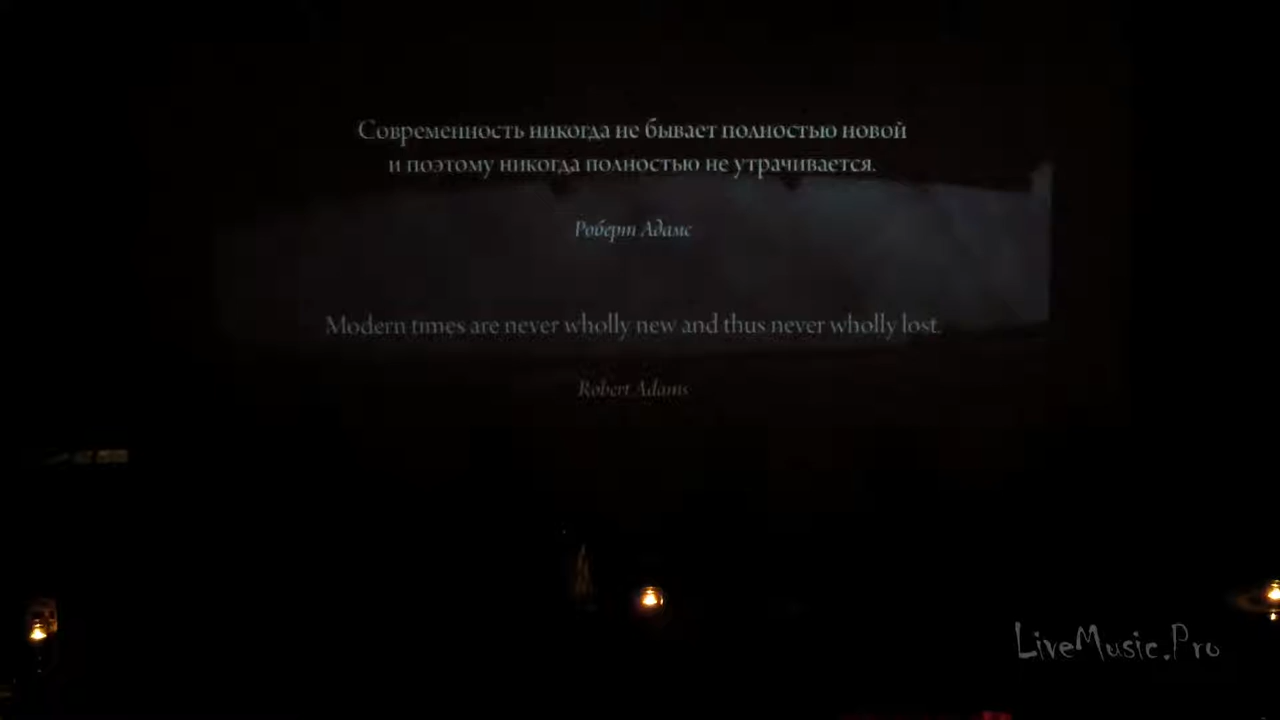 Современность никогда не бывает полностью новой
и поэтому никогда полностью не утрачивается.
Роберт Адамс
Modern times are never wholly new and thus never wholly lost.
Robert Adams
LiveMusic.Pro